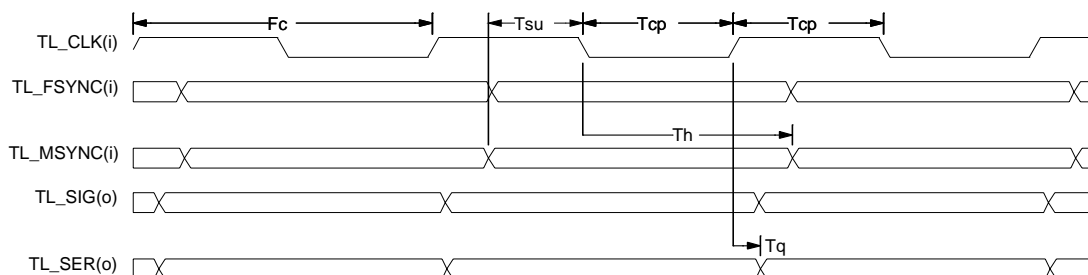 Fc
Tsu
Tcp
Tcp
TL_CLK(i)
TL_FSYNC(i)
Th
TL_MSYNC(i)
TL_SIG(o)
Tq
TL_SER(o)